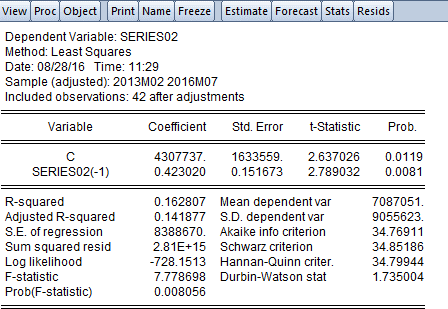 View Proc Object Print Name Freeze Estimate Forecast Stats Resids
Dependent Variable: SERIES02
Method: Least Squares
Date: 08/28/16 Time: 11:29
Sample (adjusted): 2013M02 2016M07
Included observations: 42 after adjustments
Variable Coefficient Std. Error t-Statistic Prob.
C 4307737. 1633559. 2.637026 0.0119
SERIES02(-1) 0.423020 0.151673 2.789032 0.0081
R-squared 0.162807 Mean dependent var 7087051.
Adjusted R-squared 0.141877 S.D. dependent var 9055623.
S.E. of regression 8388670. Akaike info criterion 34.76911
Sum squared resid 2.81E+15 Schwarz criterion 34.85186
Log likelihood -728.1513 Hannan-Quinn criter. 34.79944
F-statistic 7.778698 Durbin-Watson stat 1.735004
Prob(F-statistic) 0.008056